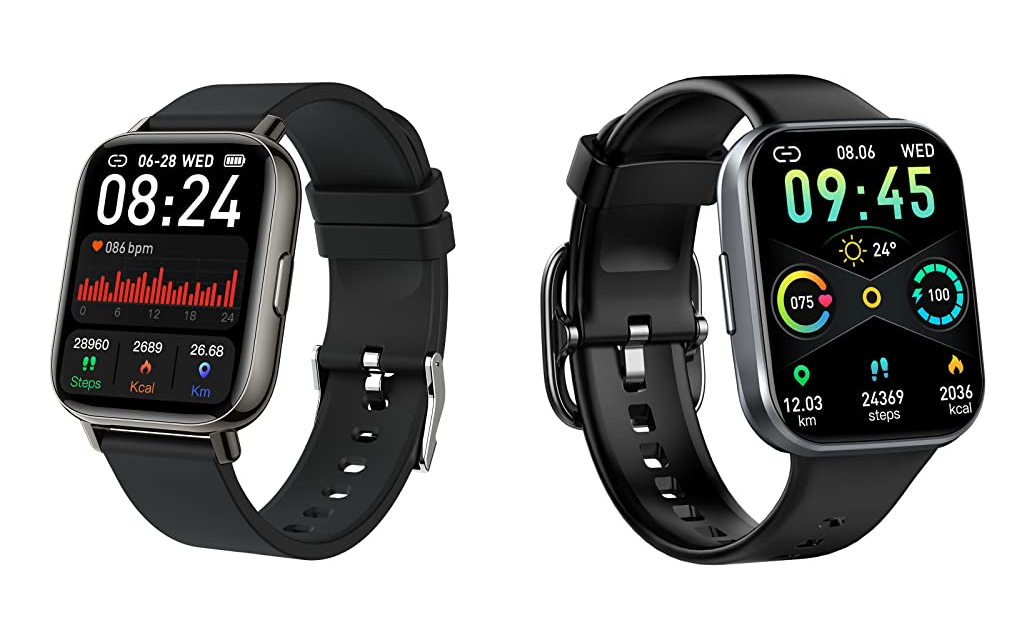 06-28 WED
08:24
086 bpm
0 6 12 18 24
28960 2689 26.68
Steps Kcal Km
08.06 WED
09:45
24°
075 100
12.03 24369 2036
km steps kcal